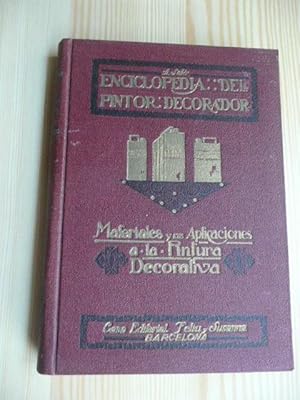 ENCICLOPEDIA DEL
PINTOR DECORADOR
Materiales y sus Aplicaciones
a la Pintura
Decorativa
Casa Editorial Feliu y Susanna
BARCELONA